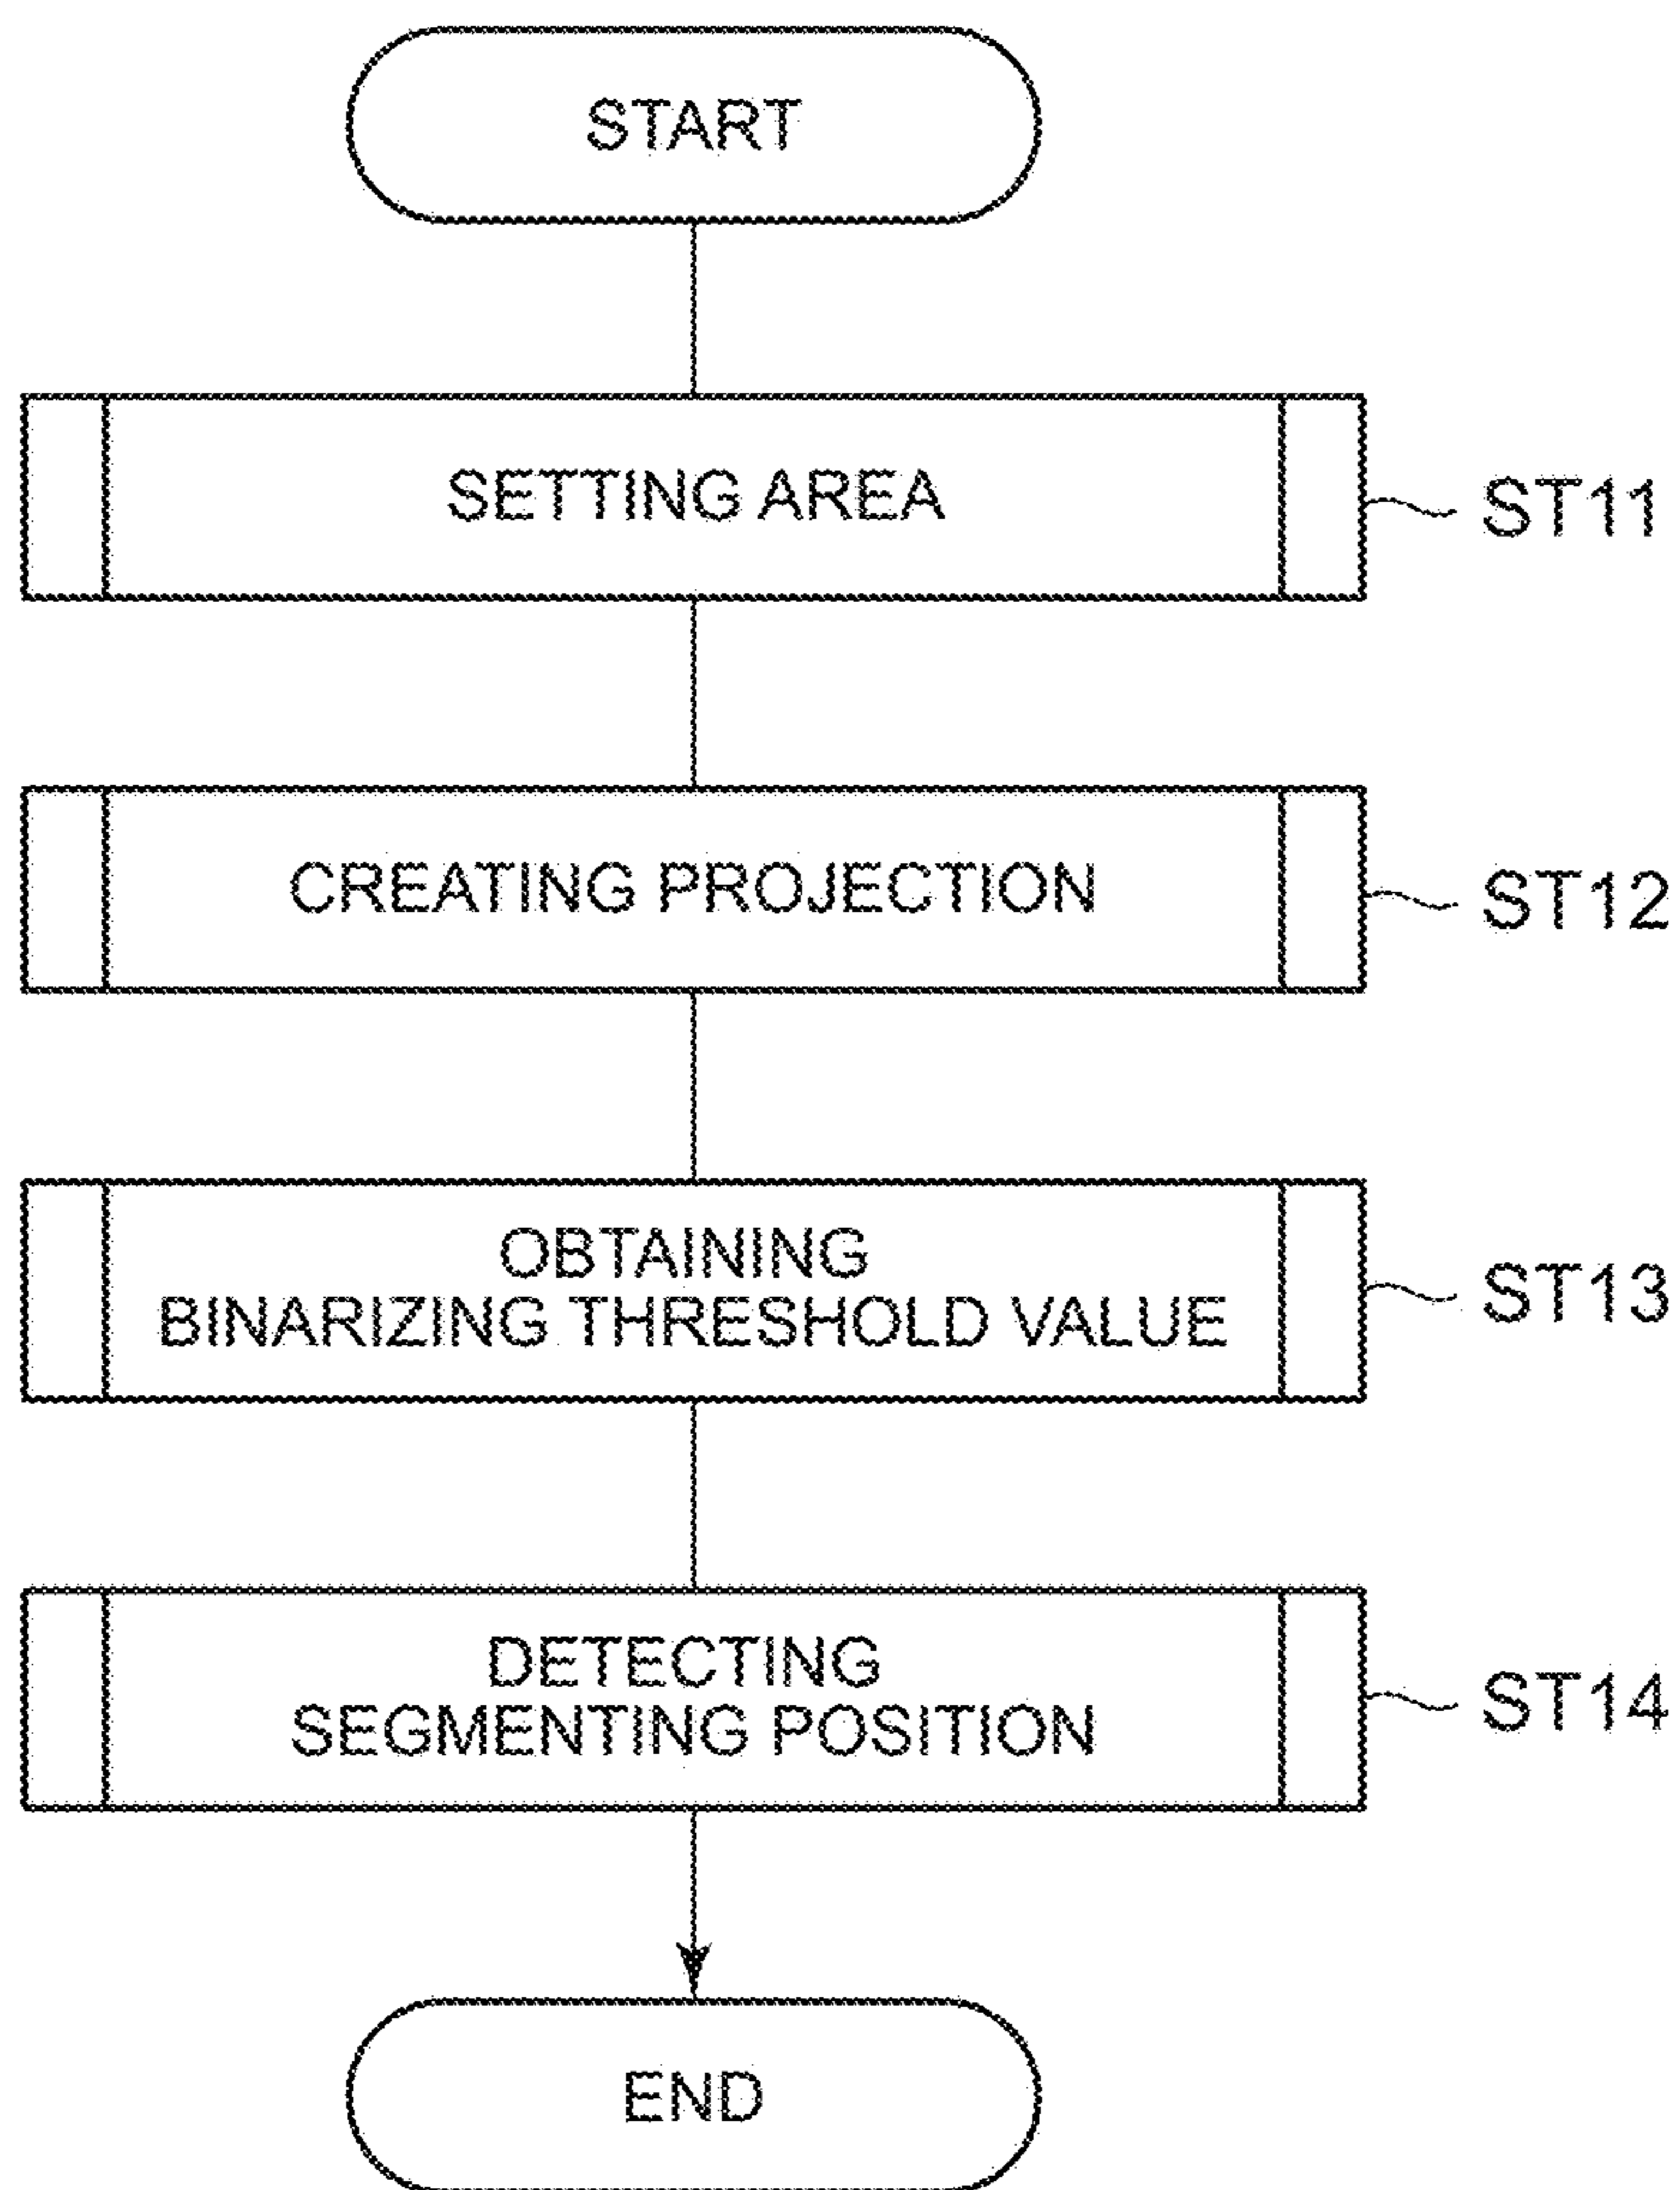 START
SETTING AREA
ST11
CREATING PROJECTION
ST12
OBTAINING
BINARIZING THRESHOLD VALUE
ST13
DETECTING
SEGMENTING POSITION
ST14
END